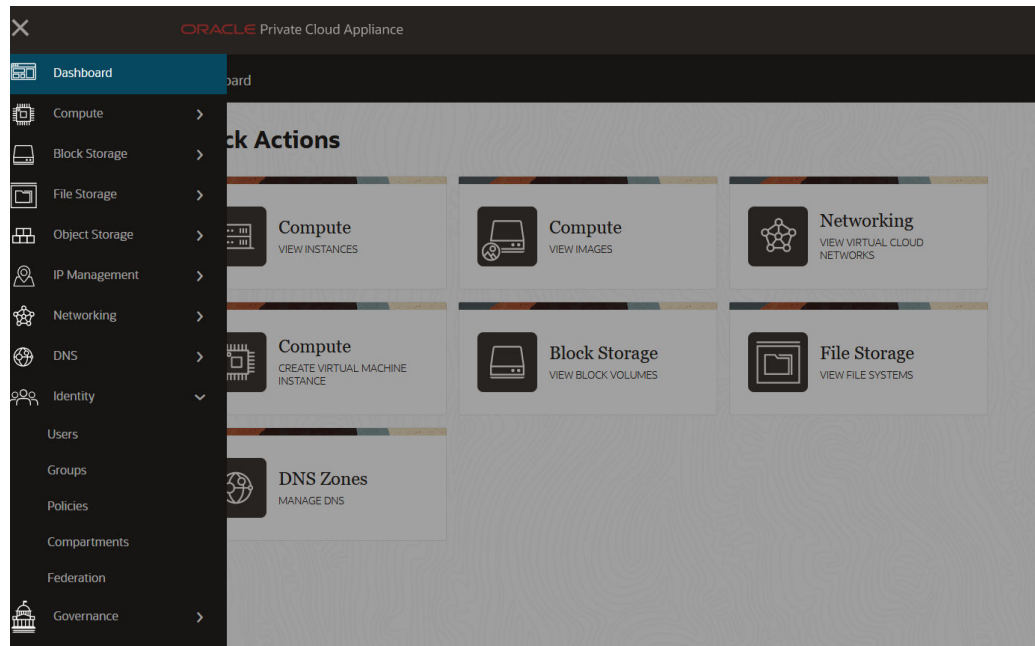 ORACLE Private Cloud Appliance
Dashboard
Compute
Block Storage
File Storage
Object Storage
IP Management
Networking
DNS
Identity
Users
Groups
Policies
Compartments
Federation
Governance
oard
ck Actions
Compute
VIEW INSTANCES
Compute
VIEW IMAGES
Networking
VIEW VIRTUAL CLOUD
NETWORKS
Compute
CREATE VIRTUAL MACHINE
INSTANCE
Block Storage
VIEW BLOCK VOLUMES
File Storage
VIEW FILE SYSTEMS
DNS Zones
MANAGE DNS